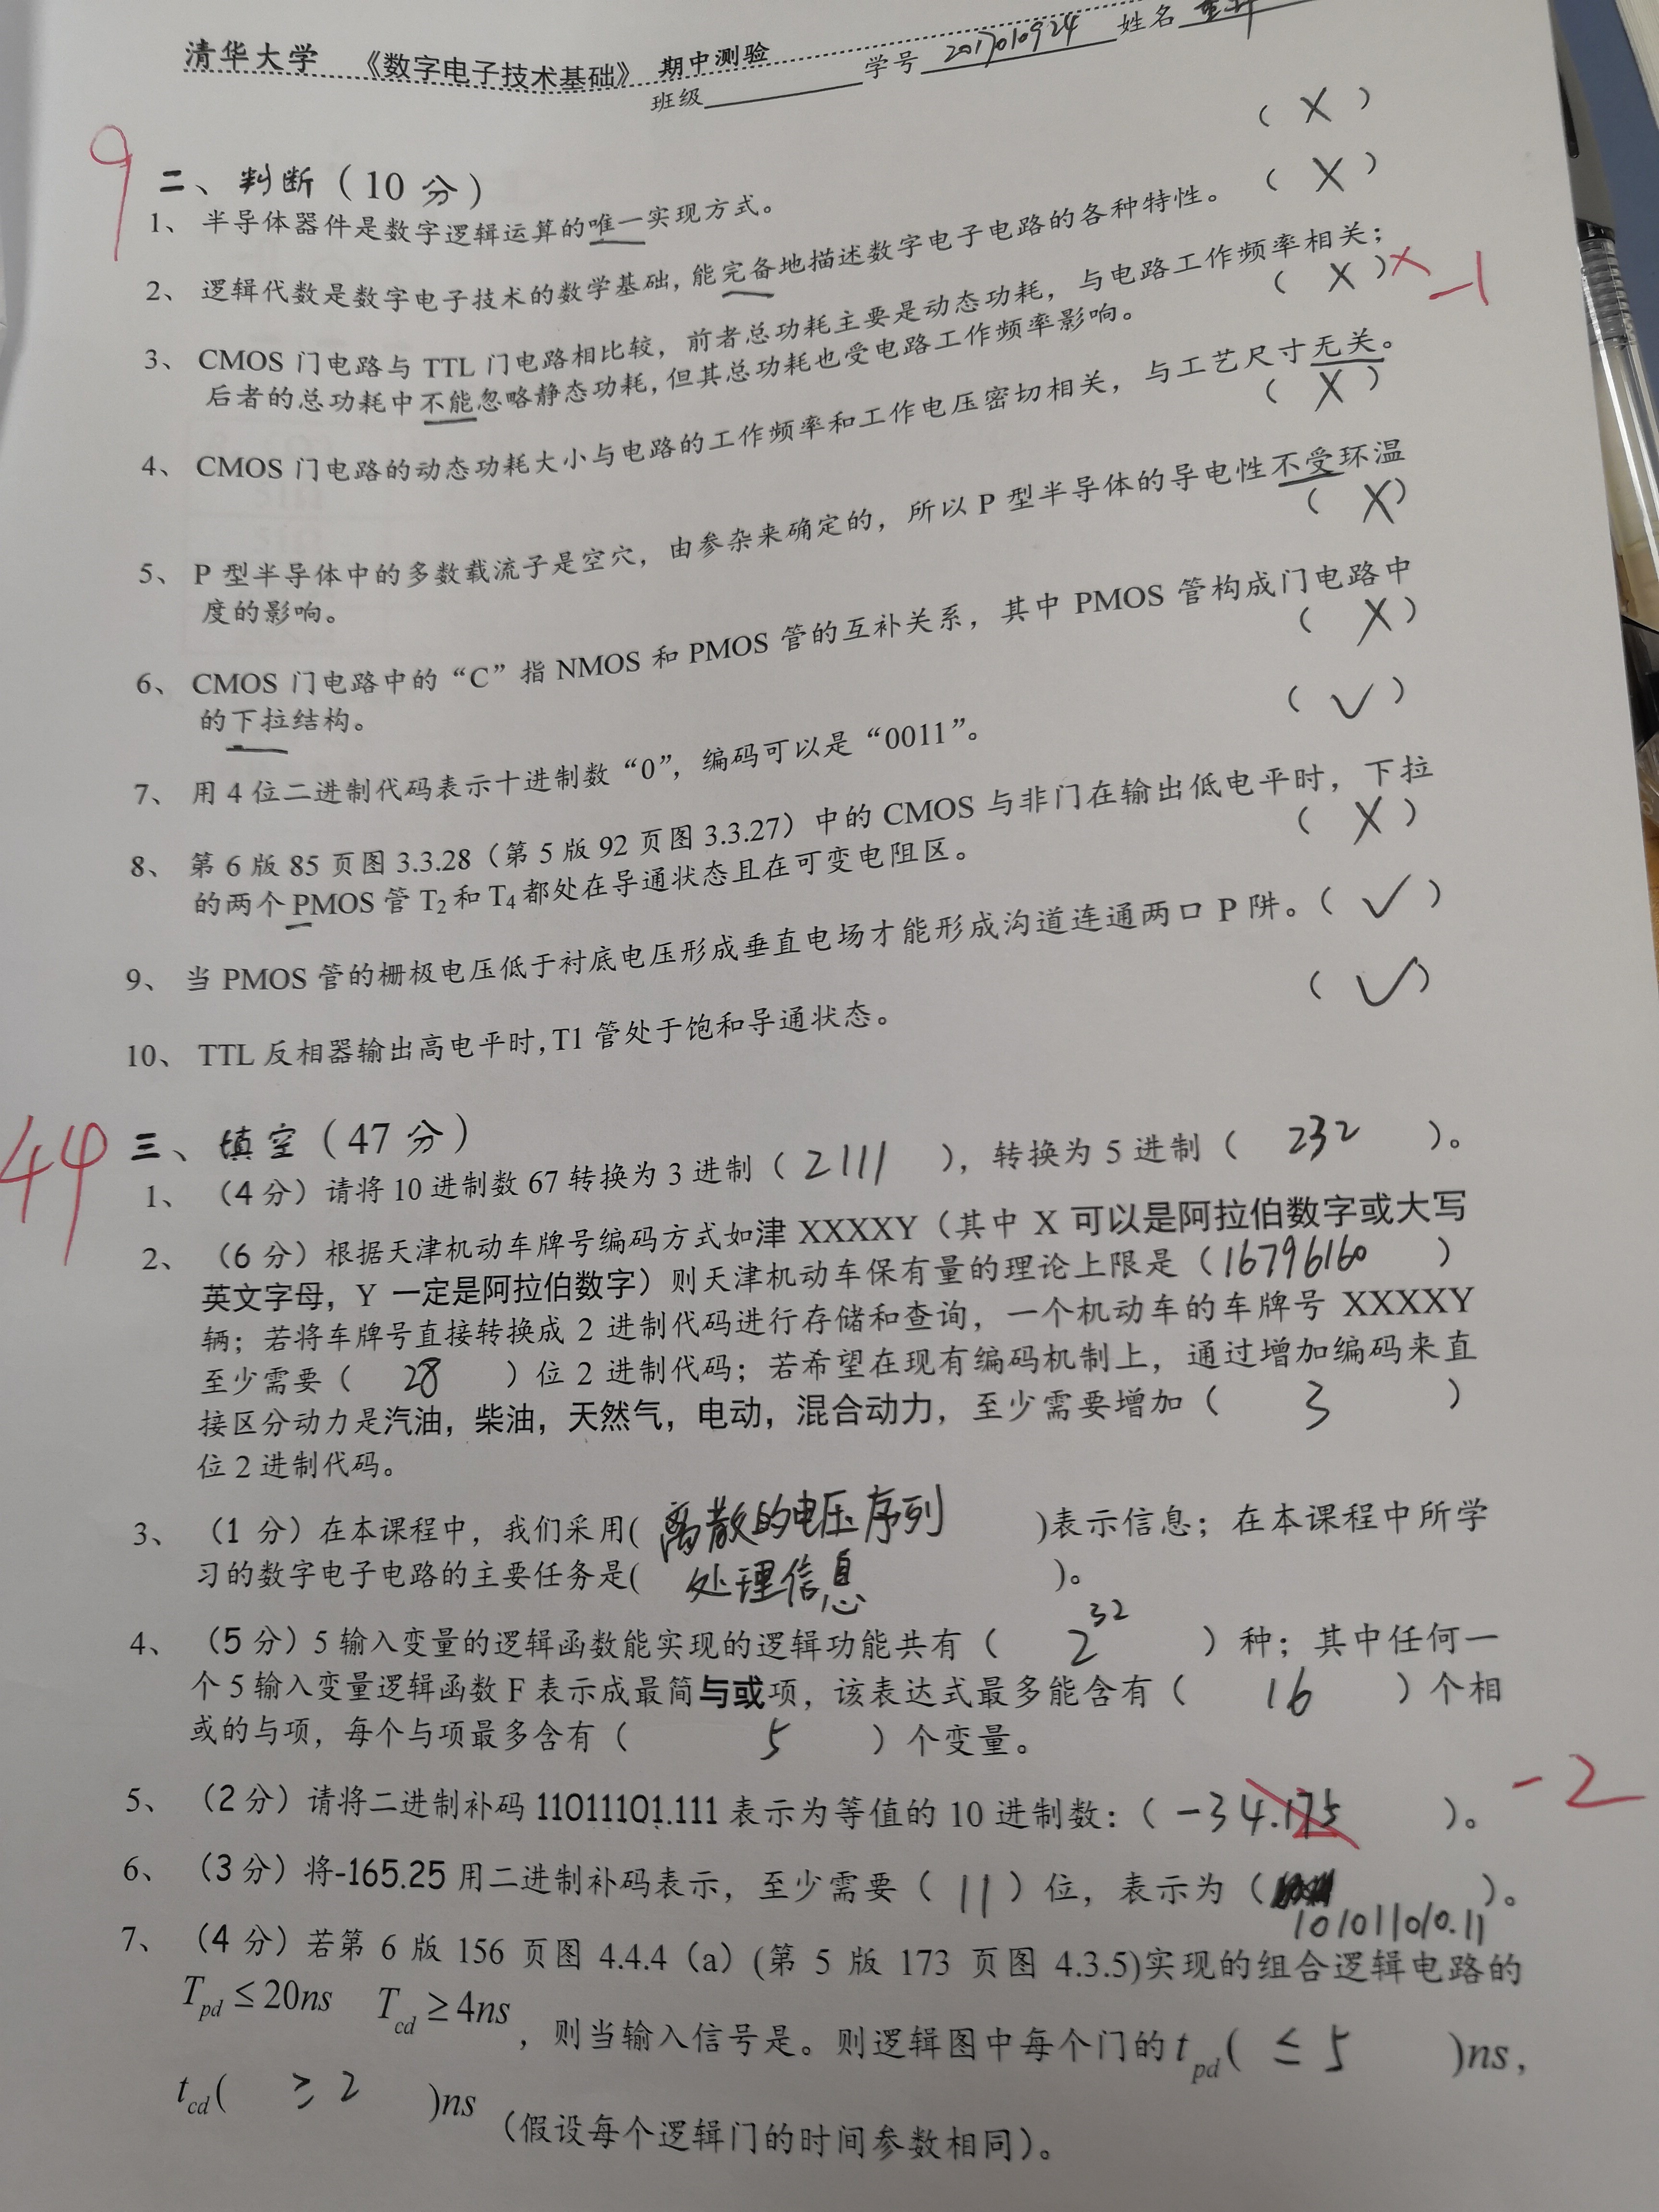 清华大学 《数字电子技术基础》 期中测验
班级 学号 2017010924 姓名
9
二、判断(10 分)
1、 半导体器件是数字逻辑运算的唯一实现方式。 ( X )
2、 逻辑代数是数字电子技术的数学基础,能完备地描述数字电子电路的各种特性。 ( X )
3、 CMOS 门电路与 TTL 门电路相比较,前者总功耗主要是动态功耗,与电路工作频率相关;
后者的总功耗中不能忽略静态功耗,但其总功耗也受电路工作频率影响。 ( X ) × -1
4、 CMOS 门电路的动态功耗大小与电路的工作频率和工作电压密切相关,与工艺尺寸无关。
( X )
5、 P 型半导体中的多数载流子是空穴,由参杂来确定的,所以 P 型半导体的导电性不受环温
度的影响。 ( X )
6、 CMOS 门电路中的“C”指 NMOS 和 PMOS 管的互补关系,其中 PMOS 管构成门电路中
的下拉结构。 ( X )
7、 用 4 位二进制代码表示十进制数“0”,编码可以是“0011”。 ( ✓ )
8、 第 6 版 85 页图 3.3.28(第 5 版 92 页图 3.3.27)中的 CMOS 与非门在输出低电平时,下拉
的两个 PMOS 管 T2 和 T4 都处在导通状态且在可变电阻区。 ( X )
9、 当 PMOS 管的栅极电压低于衬底电压形成垂直电场才能形成沟道连通两口 P 阱。( ✓ )
10、 TTL 反相器输出高电平时,T1 管处于饱和导通状态。 ( ✓ )
44
三、填空(47 分)
1、 (4 分)请将 10 进制数 67 转换为 3 进制( 2111 ),转换为 5 进制( 232 )。
2、 (6 分)根据天津机动车牌号编码方式如津 XXXXY(其中 X 可以是阿拉伯数字或大写
英文字母,Y 一定是阿拉伯数字)则天津机动车保有量的理论上限是(16796160 )
辆;若将车牌号直接转换成 2 进制代码进行存储和查询,一个机动车的车牌号 XXXXY
至少需要( 28 )位 2 进制代码;若希望在现有编码机制上,通过增加编码来直
接区分动力是汽油,柴油,天然气,电动,混合动力,至少需要增加( 3 )
位 2 进制代码。
3、 (1 分)在本课程中,我们采用( 离散的电压序列 )表示信息;在本课程中所学
习的数字电子电路的主要任务是( 处理信息 )。
4、 (5 分)5 输入变量的逻辑函数能实现的逻辑功能共有( 2^32 )种;其中任何一
个 5 输入变量逻辑函数 F 表示成最简与或项,该表达式最多能含有( 16 )个相
或的与项,每个与项最多含有( 5 )个变量。
5、 (2 分)请将二进制补码 11011101.111 表示为等值的 10 进制数:( -34.175 )。 -2
6、 (3 分)将-165.25 用二进制补码表示,至少需要( 11 )位,表示为( )。
101011010.11
7、 (4 分)若第 6 版 156 页图 4.4.4(a)(第 5 版 173 页图 4.3.5)实现的组合逻辑电路的
Tpd ≤ 20ns Tcd ≥ 4ns ,则当输入信号是。则逻辑图中每个门的 tpd( ≤ 5 )ns,
tcd( ≥ 2 )ns (假设每个逻辑门的时间参数相同)。